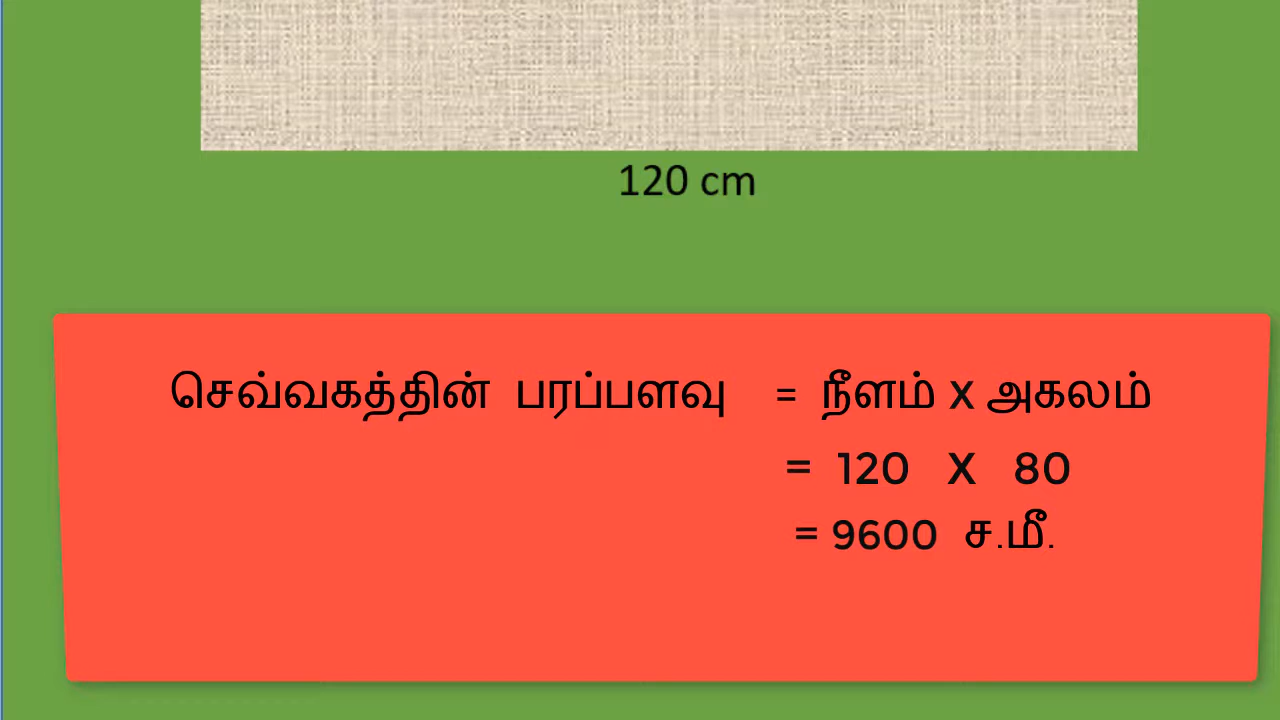 120 cm
செவ்வகத்தின் பரப்பளவு = நீளம் X அகலம்
= 120 X 80
= 9600 ச.மீ.